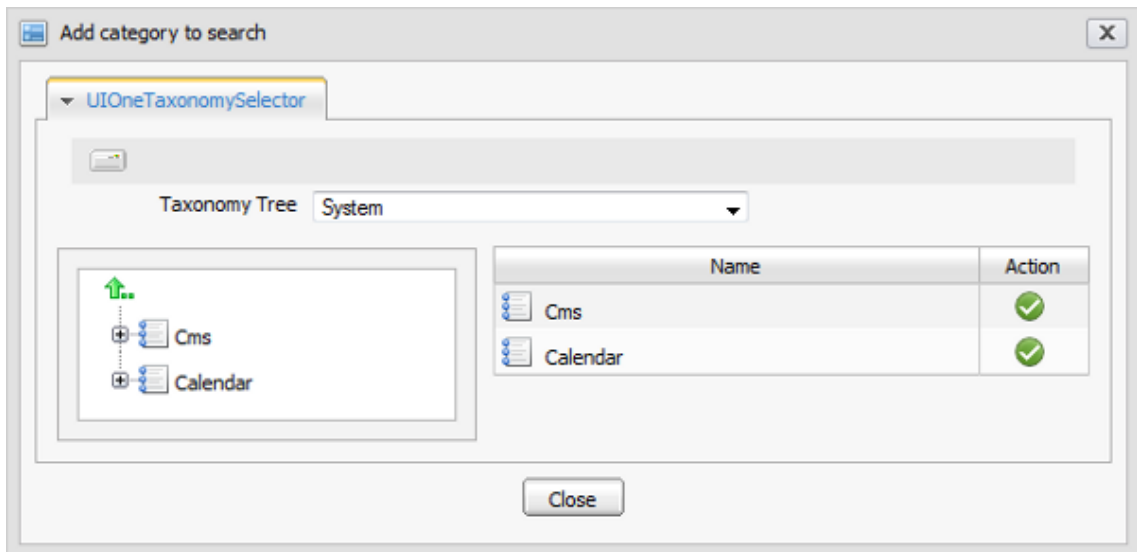 Add category to search
UIOneTaxonomySelector
Taxonomy Tree System
Name Action
Cms
Calendar
Cms
Calendar
Close